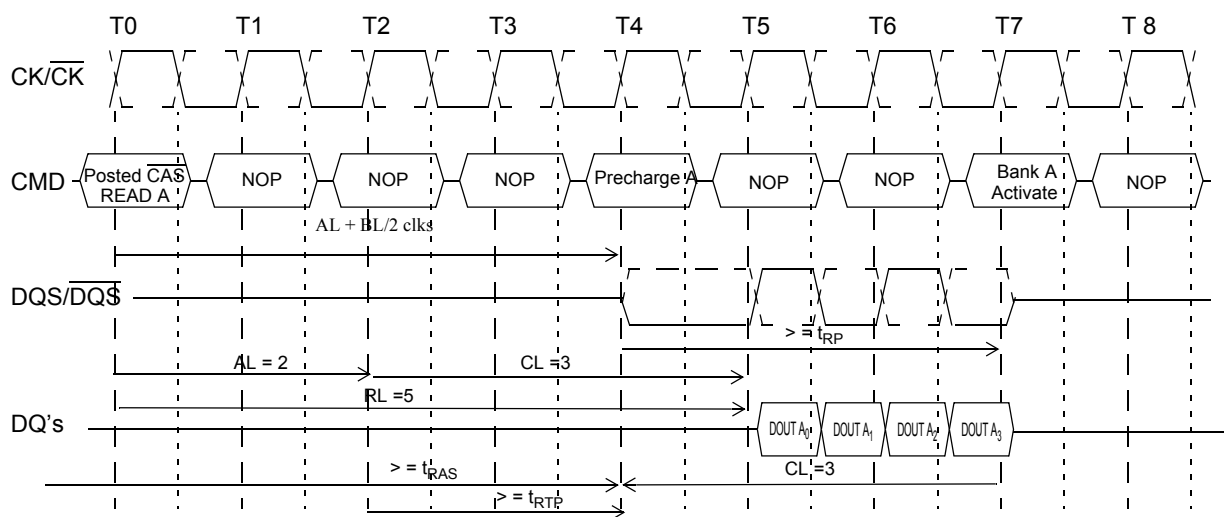 T0 T1 T2 T3 T4 T5 T6 T7 T 8
CK/CK
CMD
Posted CAS
READ A
NOP
NOP
NOP
Precharge A
NOP
NOP
Bank A
Activate
NOP
AL + BL/2 clks
DQS/DQS
> = tRP
AL = 2
CL =3
RL =5
DQ's
DOUT A0
DOUT A1
DOUT A2
DOUT A3
> = tRAS
CL =3
> = tRTP